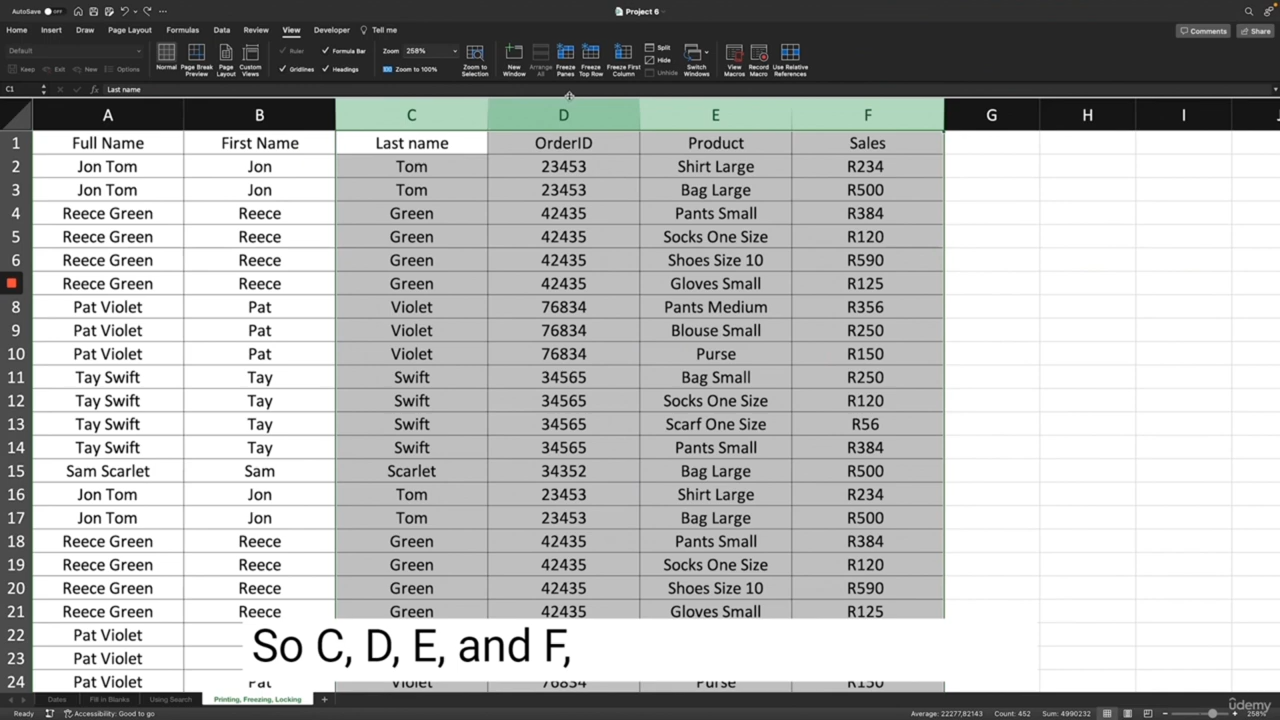 AutoSave OFF
Project 6
Home Insert Draw Page Layout Formulas Data Review View Developer Tell me
Comments Share
Default
Keep Exit New Options
Normal Page Break Preview Page Layout Custom Views
Ruler Formula Bar
Gridlines Headings
Zoom 258%
Zoom to 100%
Zoom to Selection
New Window Arrange All Freeze Panes Freeze Top Row Freeze First Column
Split
Hide
Unhide
Switch Windows View Macros Record Macro Use Relative References
C1 fx Last name
A B C D E F G H I
1 Full Name First Name Last name OrderID Product Sales
2 Jon Tom Jon Tom 23453 Shirt Large R234
3 Jon Tom Jon Tom 23453 Bag Large R500
4 Reece Green Reece Green 42435 Pants Small R384
5 Reece Green Reece Green 42435 Socks One Size R120
6 Reece Green Reece Green 42435 Shoes Size 10 R590
Reece Green Reece Green 42435 Gloves Small R125
8 Pat Violet Pat Violet 76834 Pants Medium R356
9 Pat Violet Pat Violet 76834 Blouse Small R250
10 Pat Violet Pat Violet 76834 Purse R150
11 Tay Swift Tay Swift 34565 Bag Small R250
12 Tay Swift Tay Swift 34565 Socks One Size R120
13 Tay Swift Tay Swift 34565 Scarf One Size R56
14 Tay Swift Tay Swift 34565 Pants Small R384
15 Sam Scarlet Sam Scarlet 34352 Bag Large R500
16 Jon Tom Jon Tom 23453 Shirt Large R234
17 Jon Tom Jon Tom 23453 Bag Large R500
18 Reece Green Reece Green 42435 Pants Small R384
19 Reece Green Reece Green 42435 Socks One Size R120
20 Reece Green Reece Green 42435 Shoes Size 10 R590
21 Reece Green Reece Green 42435 Gloves Small R125
22 Pat Violet
23 Pat Violet
So C, D, E, and F,
24 Pat Violet Pat Violet 76834 Purse R150
Dates Fill in Blanks Using Search Printing, Freezing, Locking +
Ready Accessibility: Good to go Average: 22277,82143 Count: 452 Sum: 4990232 258%
udemy